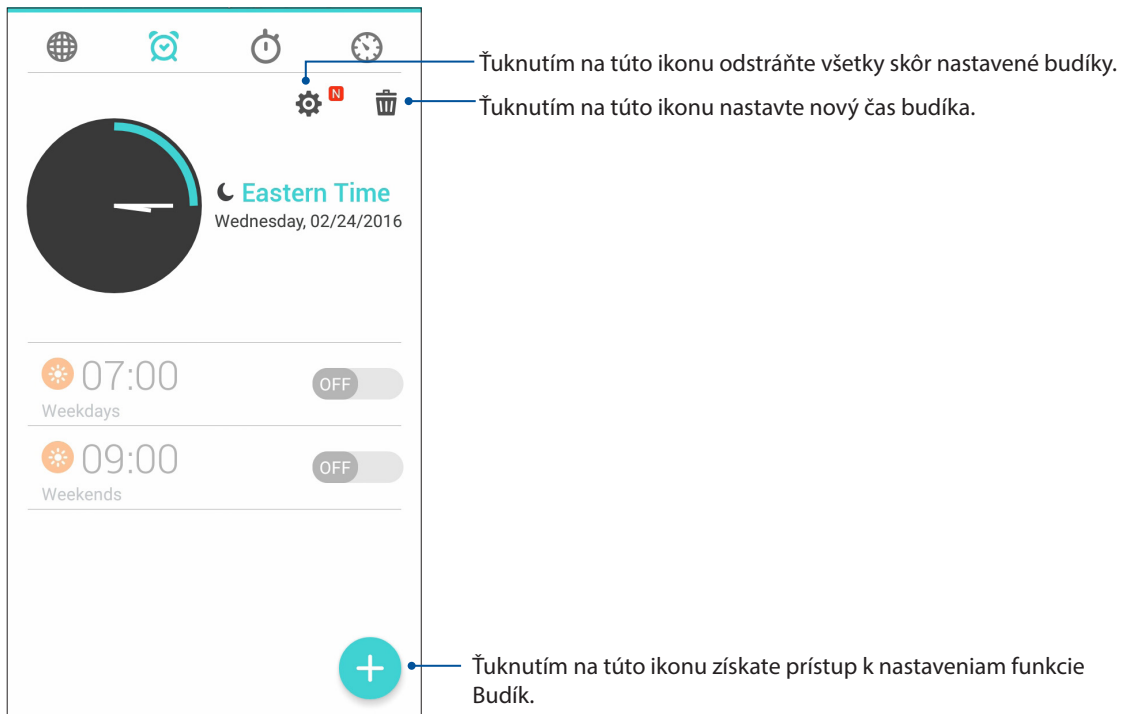 Ťuknutím na túto ikonu odstráňte všetky skôr nastavené budíky.
N
Ťuknutím na túto ikonu nastavte nový čas budíka.
Eastern Time
Wednesday, 02/24/2016
07:00
OFF
Weekdays
09:00
OFF
Weekends
Ťuknutím na túto ikonu získate prístup k nastaveniam funkcie
Budík.